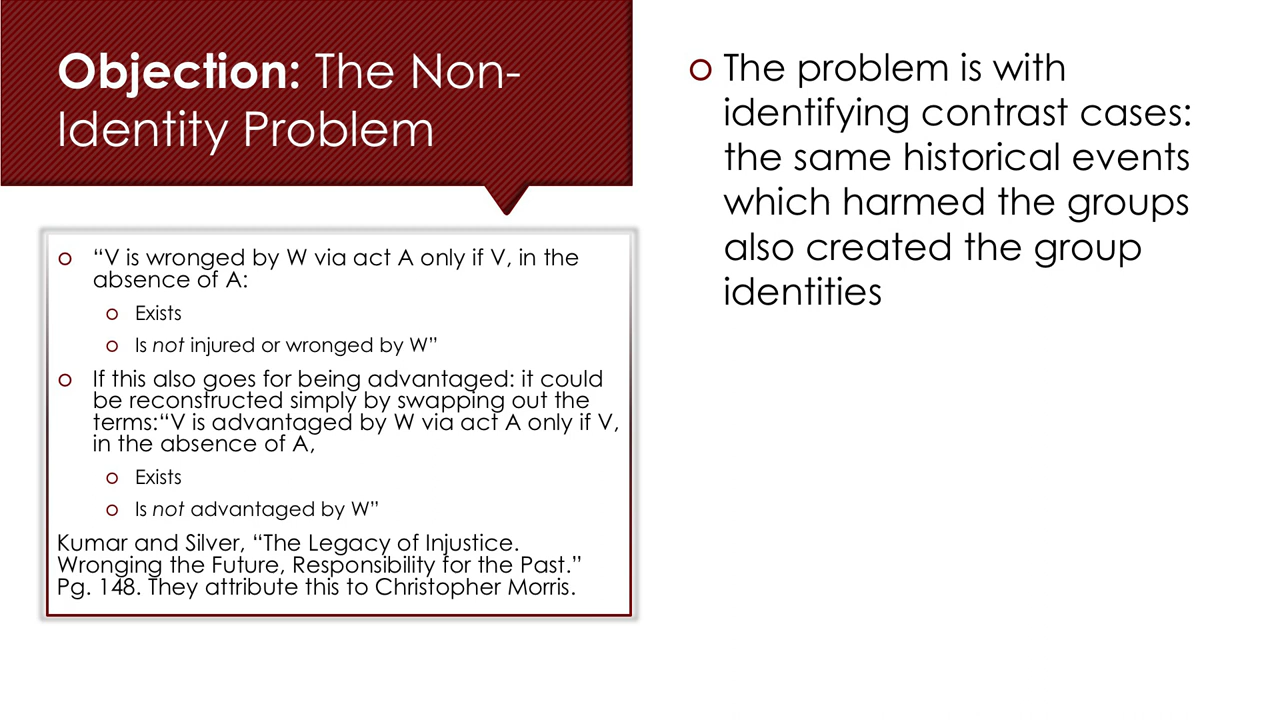 Objection: The Non-
Identity Problem
“V is wronged by W via act A only if V, in the
absence of A:
Exists
Is not injured or wronged by W”
If this also goes for being advantaged: it could
be reconstructed simply by swapping out the
terms:“V is advantaged by W via act A only if V,
in the absence of A,
Exists
Is not advantaged by W”
Kumar and Silver, “The Legacy of Injustice.
Wronging the Future, Responsibility for the Past.”
Pg. 148. They attribute this to Christopher Morris.
The problem is with
identifying contrast cases:
the same historical events
which harmed the groups
also created the group
identities